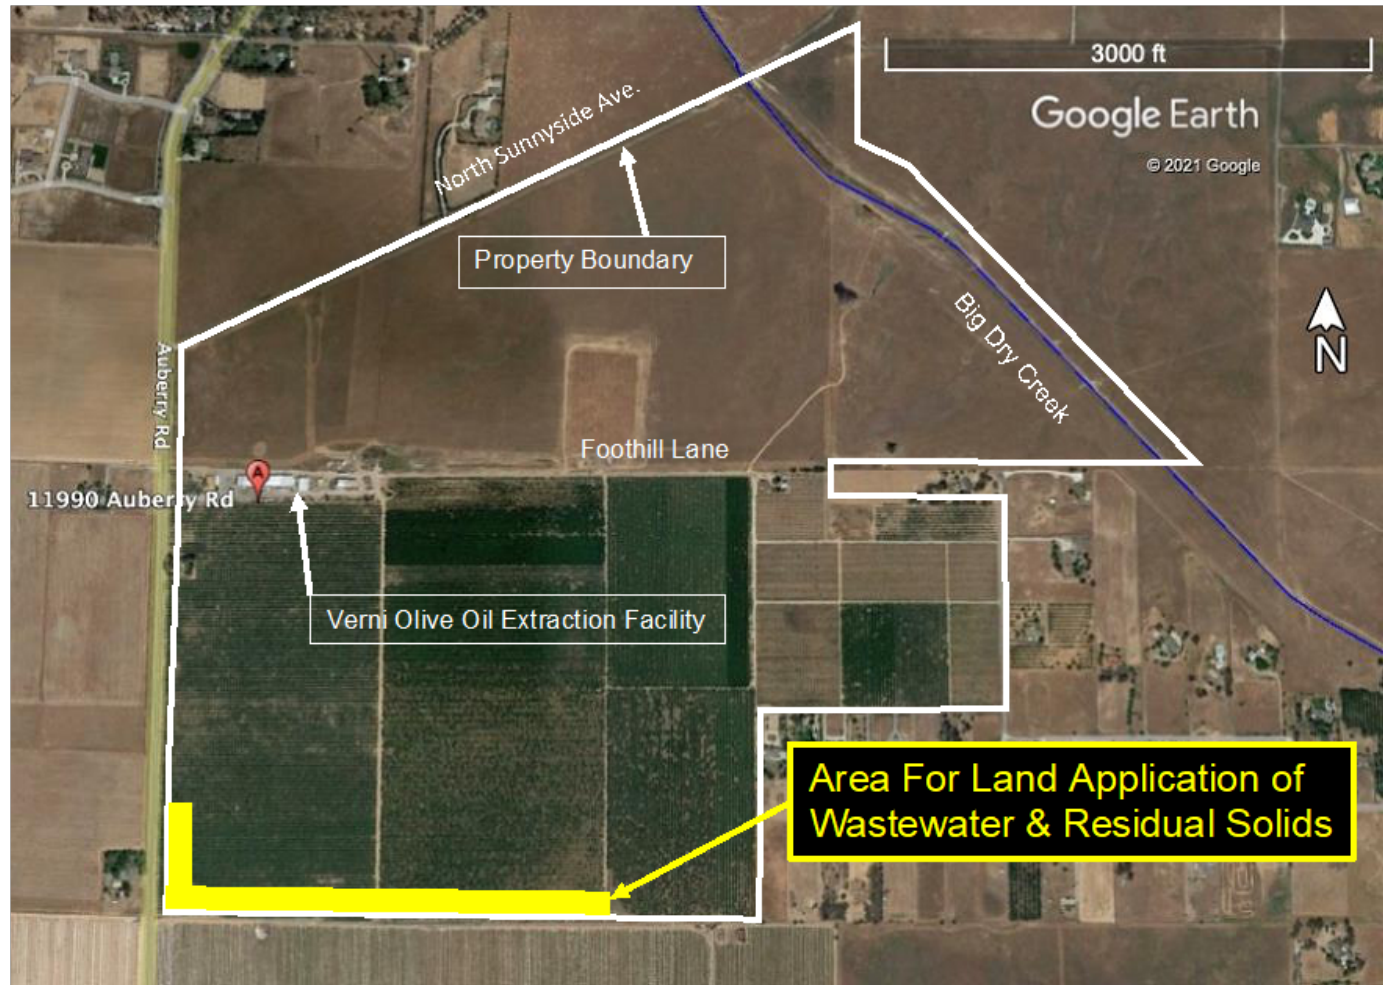 3000 ft
Google Earth
© 2021 Google
North Sunnyside Ave.
Property Boundary
N
Big Dry Creek
Auberry Rd
Foothill Lane
A
11990 Auberry Rd
Verni Olive Oil Extraction Facility
Area For Land Application of
Wastewater & Residual Solids